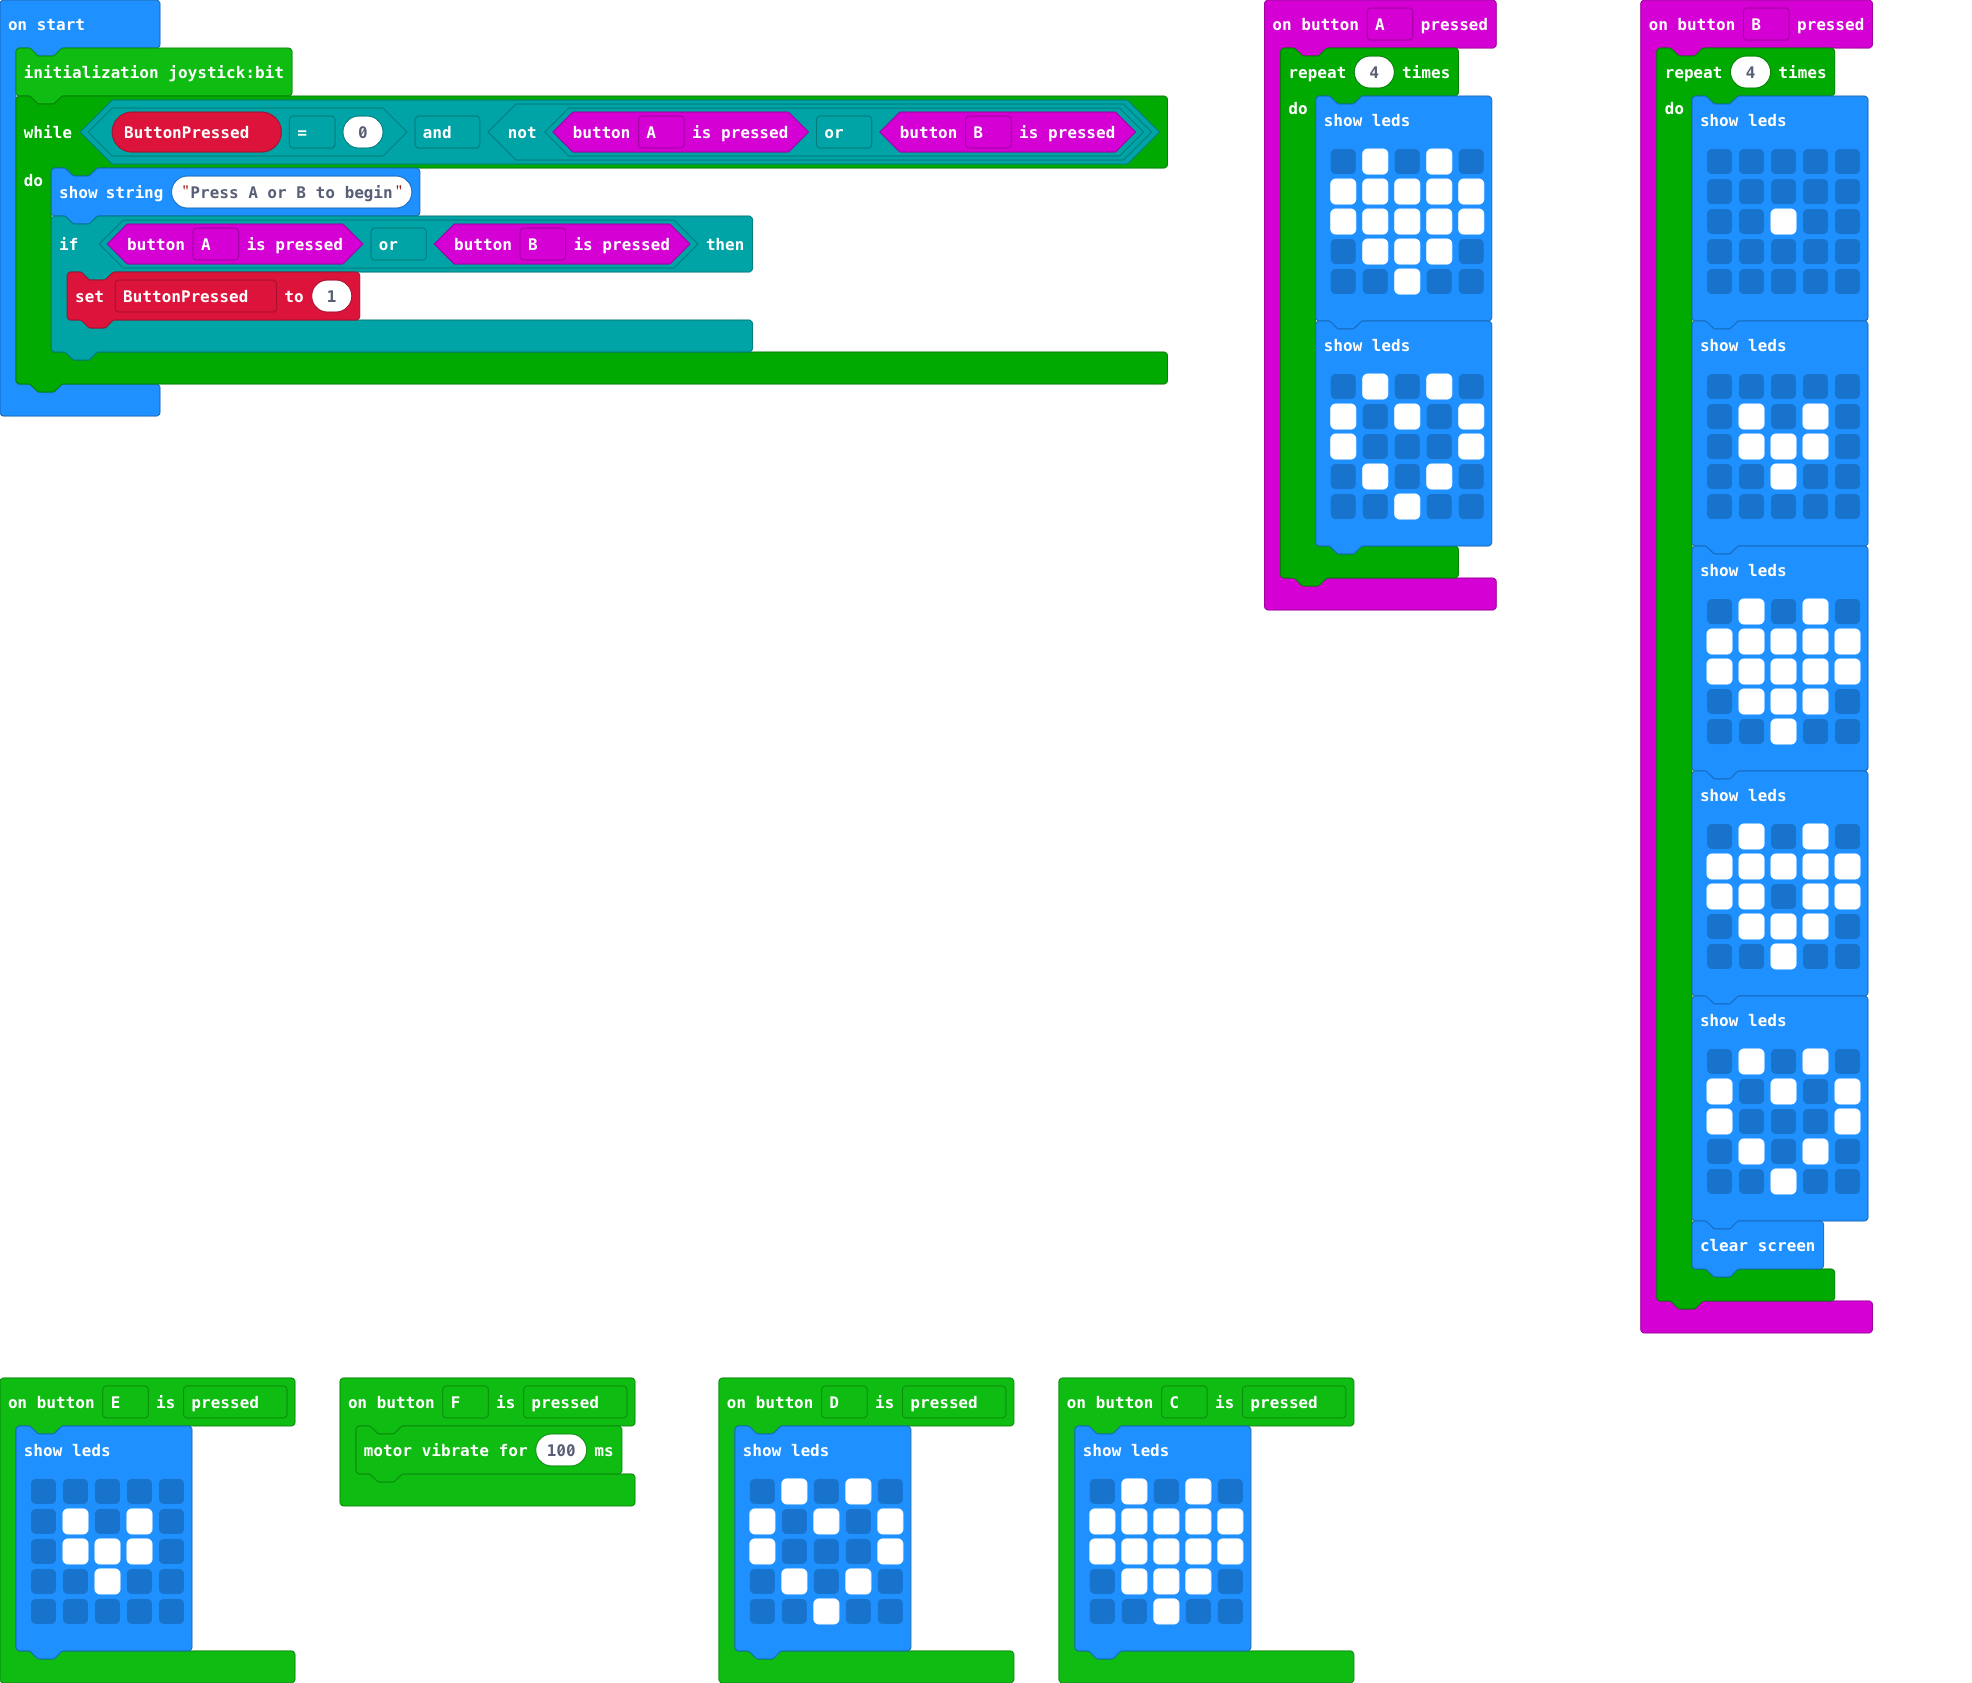 on start
initialization joystick:bit
while ButtonPressed = 0 and not button A is pressed or button B is pressed
do
show string "Press A or B to begin"
if button A is pressed or button B is pressed then
set ButtonPressed to 1
on button A pressed
repeat 4 times
do
show leds
show leds
on button B pressed
repeat 4 times
do
show leds
show leds
show leds
show leds
show leds
clear screen
on button E is pressed
show leds
on button F is pressed
motor vibrate for 100 ms
on button D is pressed
show leds
on button C is pressed
show leds